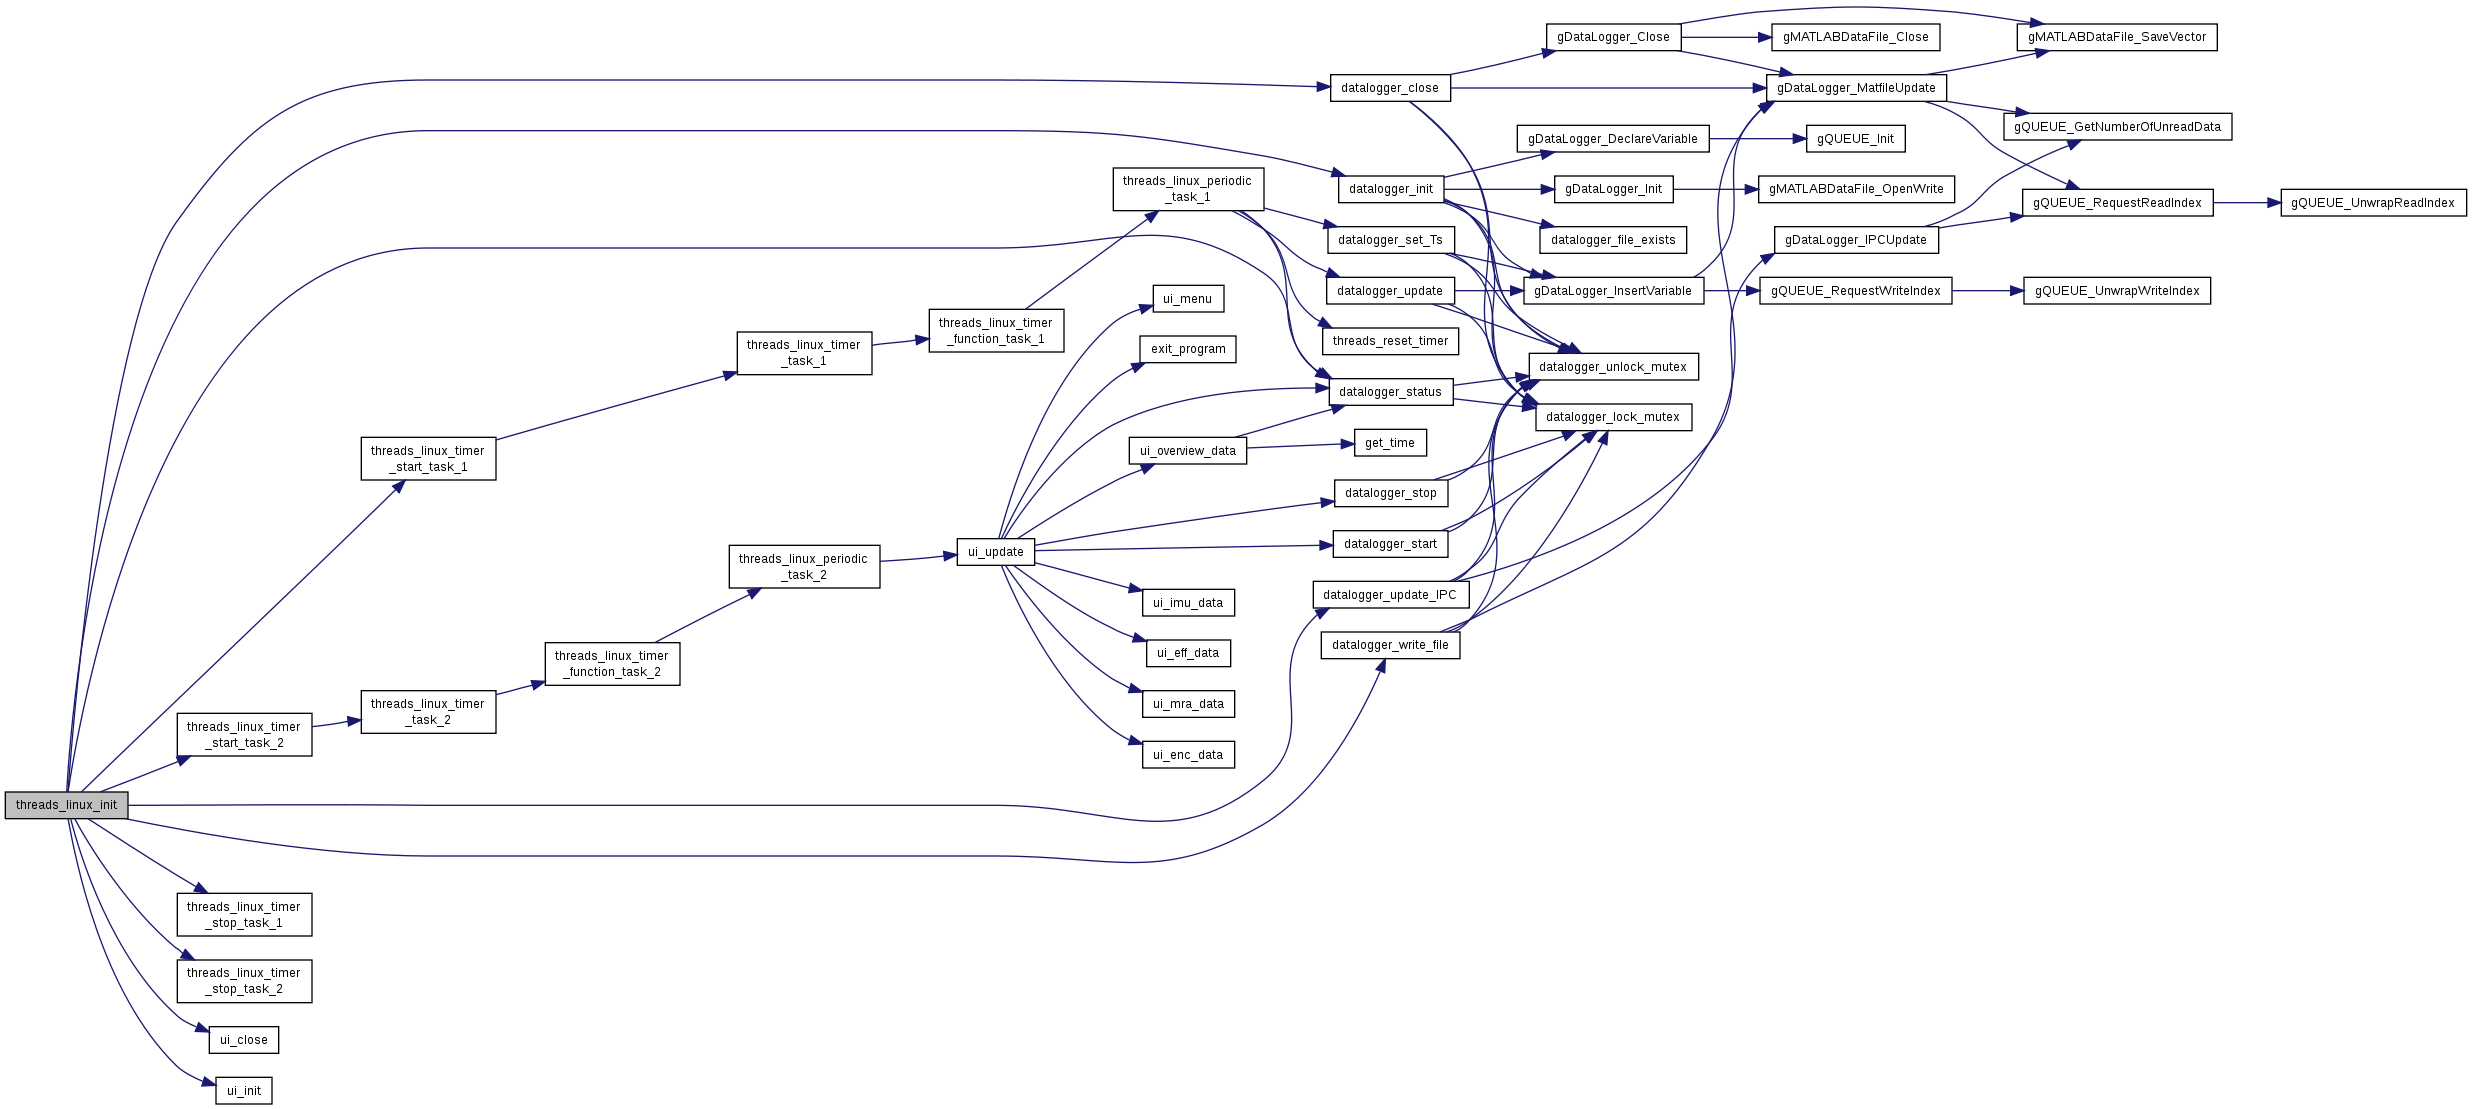 gDataLogger_Close
gMATLABDataFile_Close
gMATLABDataFile_SaveVector
datalogger_close
gDataLogger_MatfileUpdate
gQUEUE_GetNumberOfUnreadData
gDataLogger_DeclareVariable
gQUEUE_Init
threads_linux_periodic
_task_1
datalogger_init
gDataLogger_Init
gMATLABDataFile_OpenWrite
gQUEUE_RequestReadIndex
gQUEUE_UnwrapReadIndex
datalogger_set_Ts
datalogger_file_exists
gDataLogger_IPCUpdate
ui_menu
datalogger_update
gDataLogger_InsertVariable
gQUEUE_RequestWriteIndex
gQUEUE_UnwrapWriteIndex
threads_linux_timer
_function_task_1
threads_linux_timer
_task_1
exit_program
threads_reset_timer
datalogger_unlock_mutex
datalogger_status
datalogger_lock_mutex
threads_linux_timer
_start_task_1
ui_overview_data
get_time
datalogger_stop
threads_linux_periodic
_task_2
ui_update
datalogger_start
ui_imu_data
datalogger_update_IPC
threads_linux_timer
_function_task_2
ui_eff_data
datalogger_write_file
threads_linux_timer
_start_task_2
threads_linux_timer
_task_2
ui_mra_data
ui_enc_data
threads_linux_init
threads_linux_timer
_stop_task_1
threads_linux_timer
_stop_task_2
ui_close
ui_init